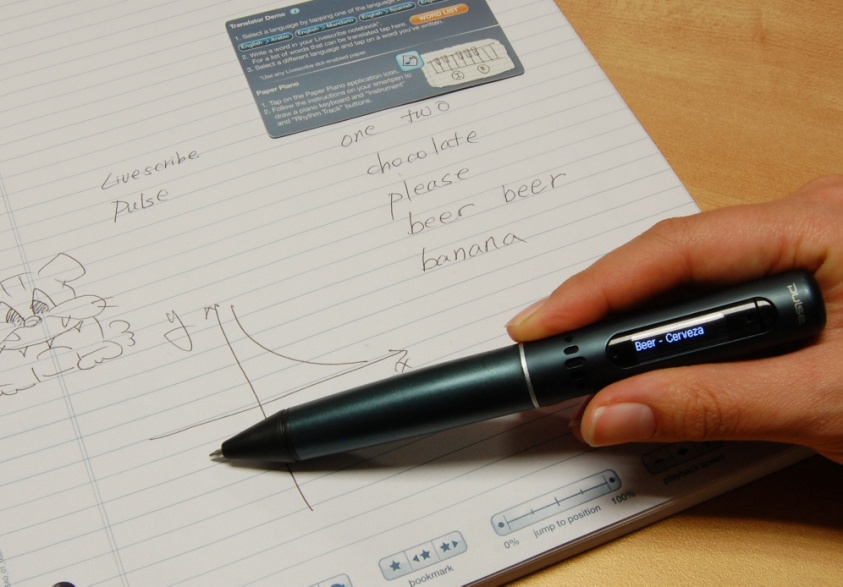 Translator Demo
1. Select a language by tapping one of the language
English > Arabic English > Mandarin English > Spanish
2. Write a word in your Livescribe notebook*.
For a list of words that can be translated tap here. WORD LIST
3. Select a different language and tap on a word you've written.
*Use any Livescribe dot-enabled paper.
Paper Piano
1. Tap on the Paper Piano application icon.
2. Follow the instructions on your smartpen to
draw a piano keyboard and "Instrument"
and "Rhythm Track" buttons.
one two
Livescribe
Pulse
chocolate
please
beer beer
banana
y
x
pulse
Beer - Cerveza
0% jump to position 100%
bookmark